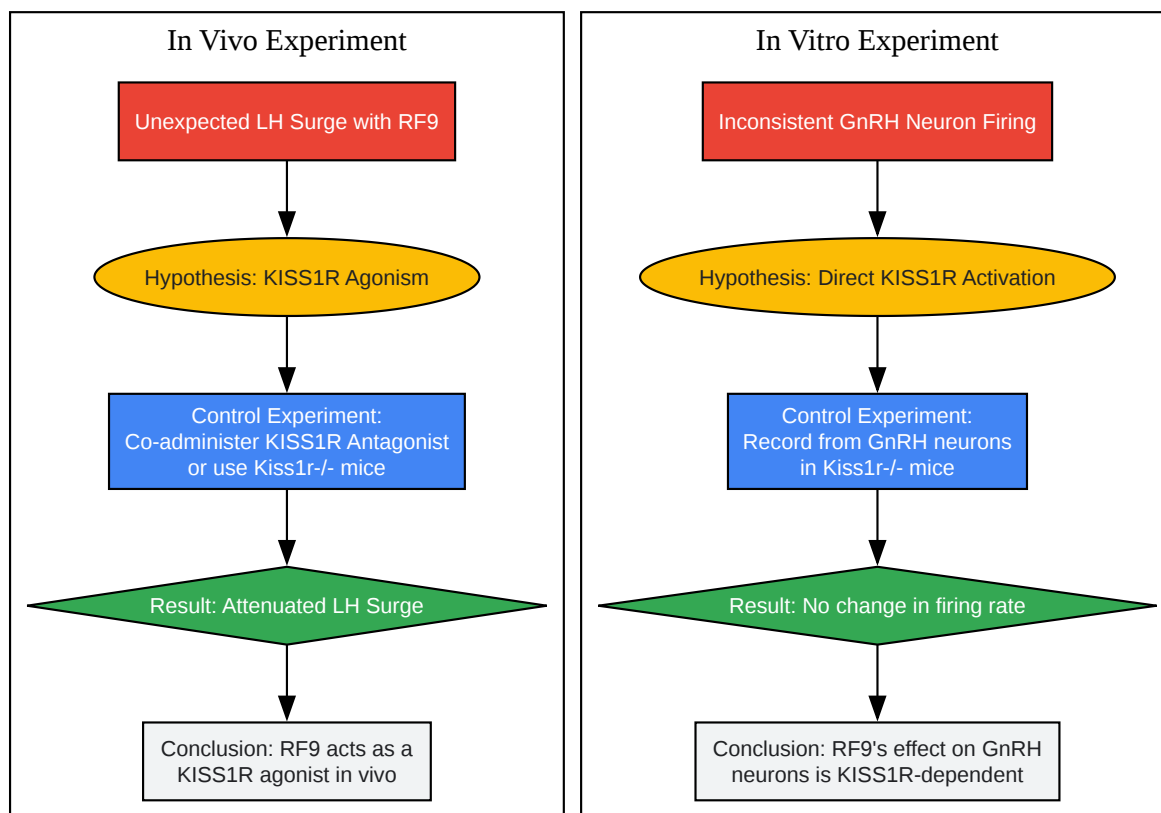 In Vivo Experiment
Unexpected LH Surge with RF9
Hypothesis: KISS1R Agonism
Control Experiment:
Co-administer KISS1R Antagonist
or use Kiss1r-/- mice
Result: Attenuated LH Surge
Conclusion: RF9 acts as a
KISS1R agonist in vivo
In Vitro Experiment
Inconsistent GnRH Neuron Firing
Hypothesis: Direct KISS1R Activation
Control Experiment:
Record from GnRH neurons
in Kiss1r-/- mice
Result: No change in firing rate
Conclusion: RF9's effect on GnRH
neurons is KISS1R-dependent